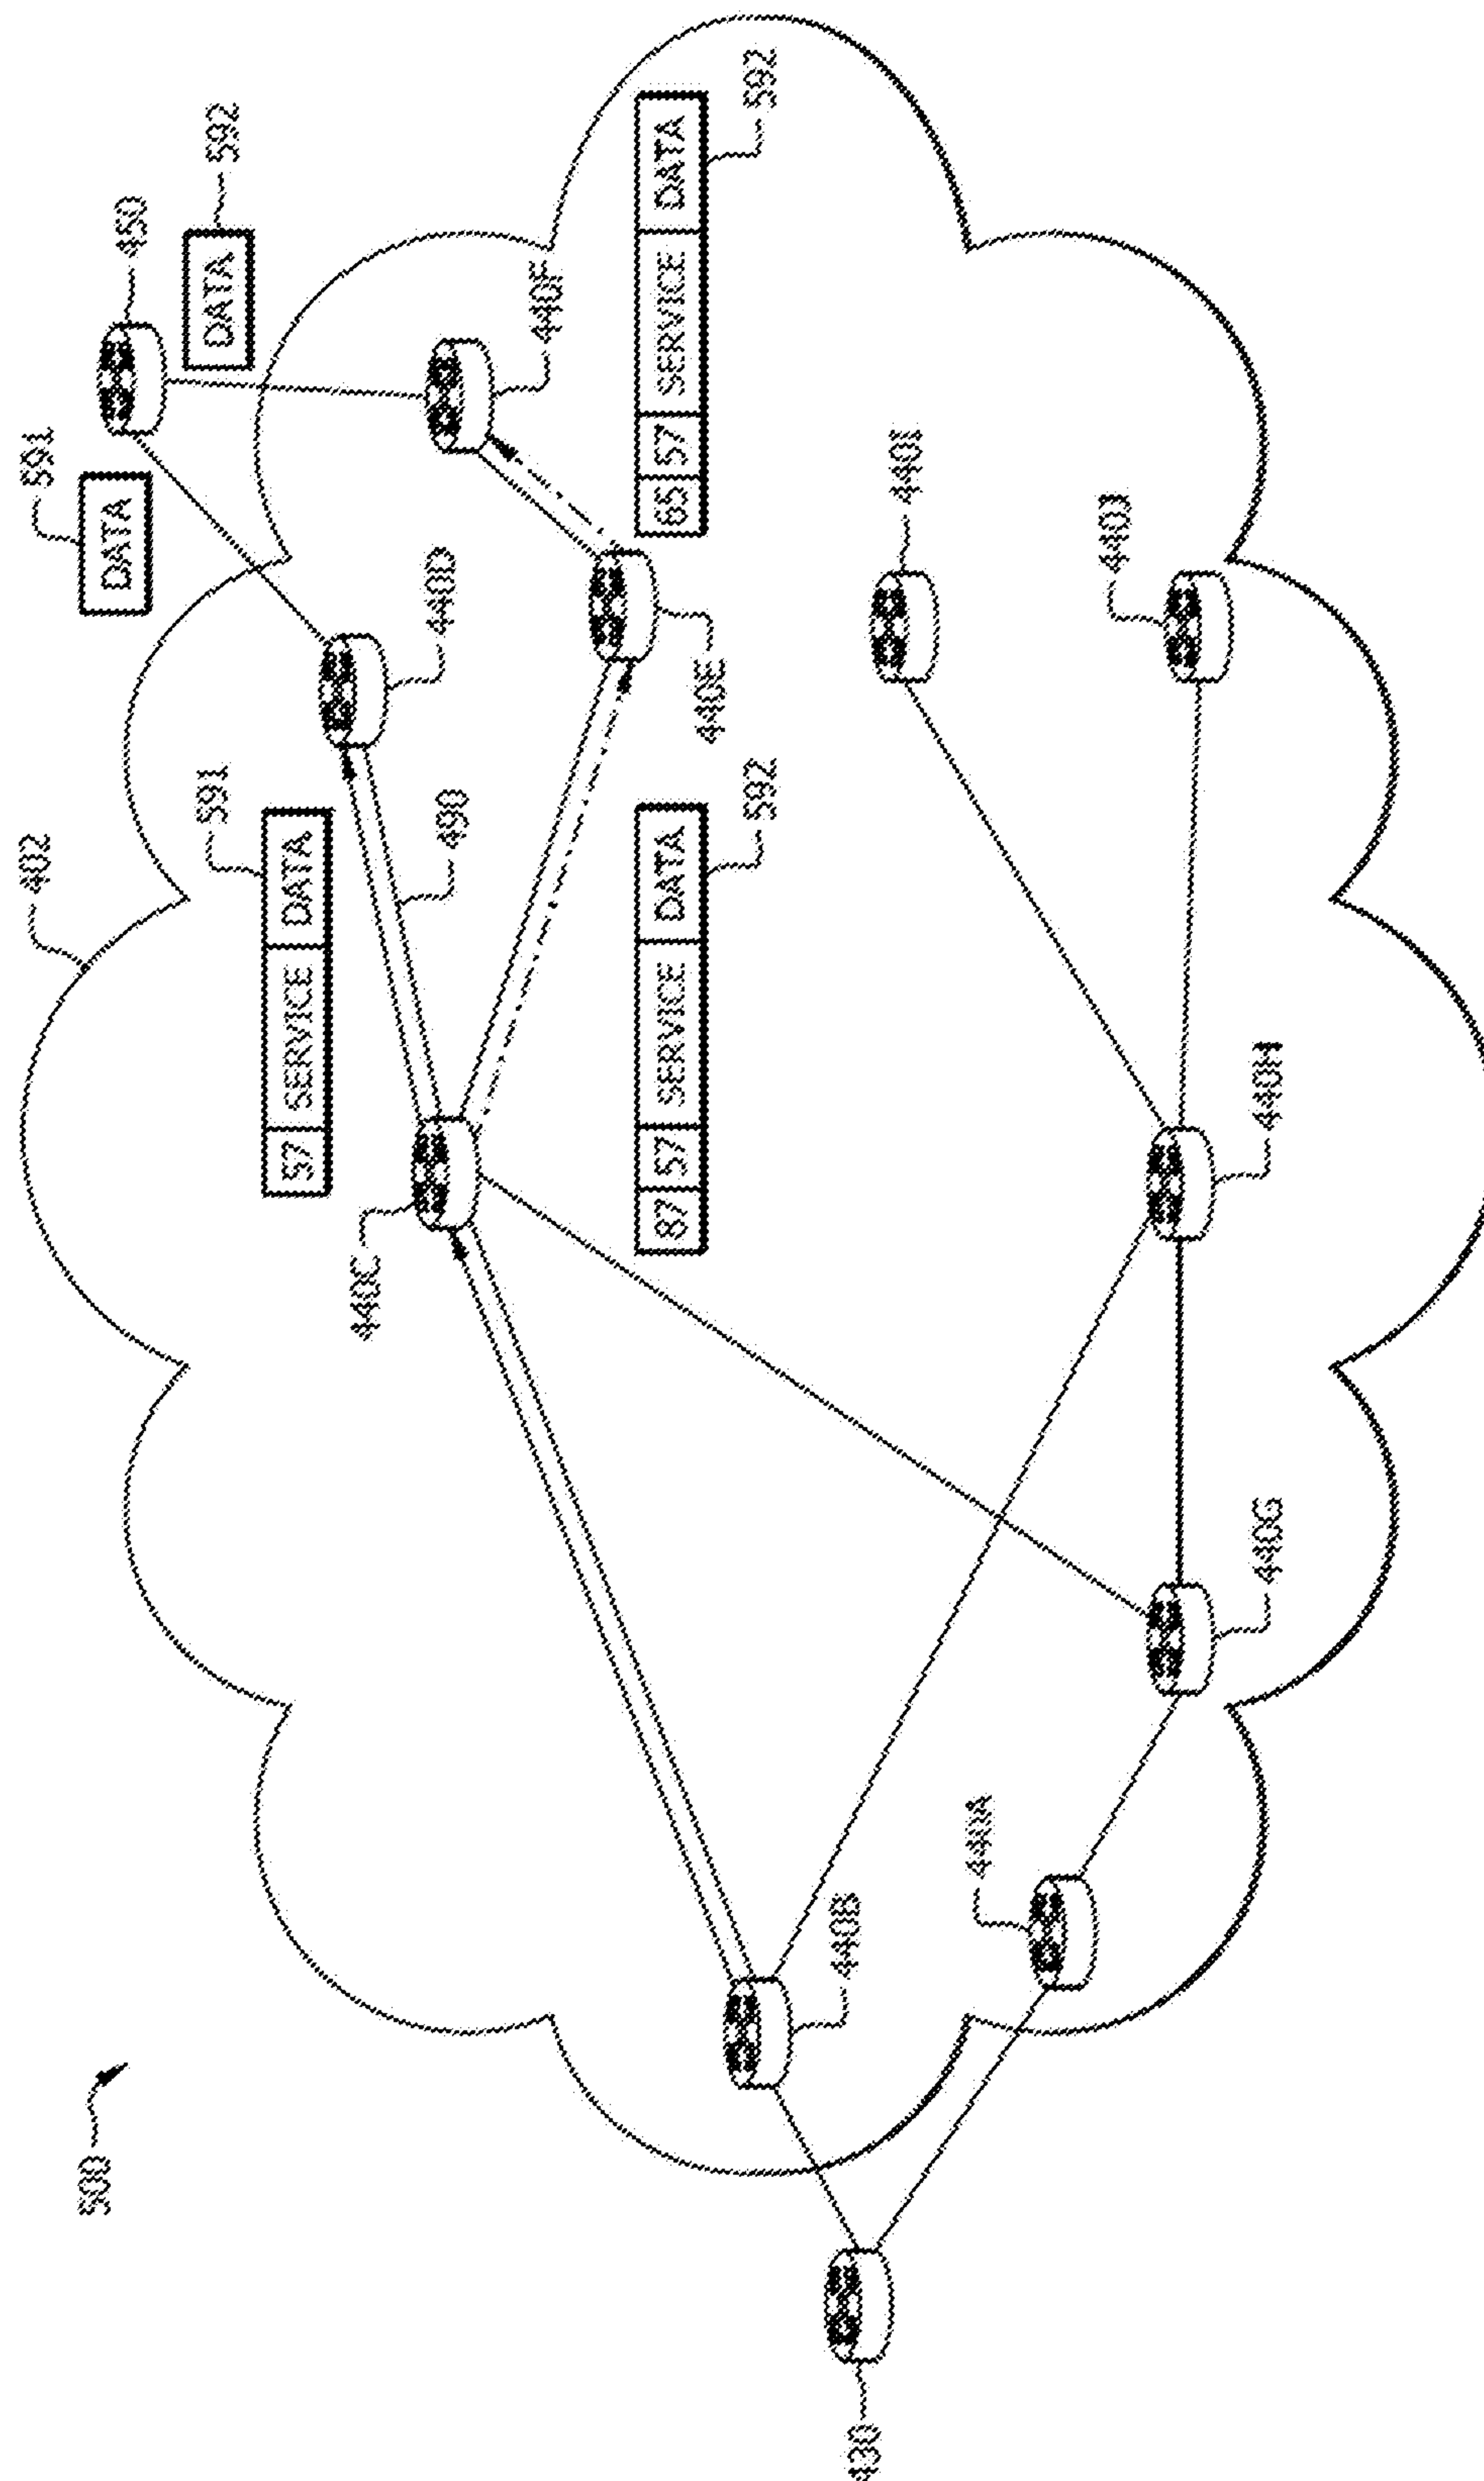 500
402
591
DATA
450
DATA
592
57 SERVICE DATA
591
490
440D
440F
440C
440E
87 57 SERVICE DATA
592
65 57 SERVICE DATA
592
440B
440A
440I
440J
440G
440H
430